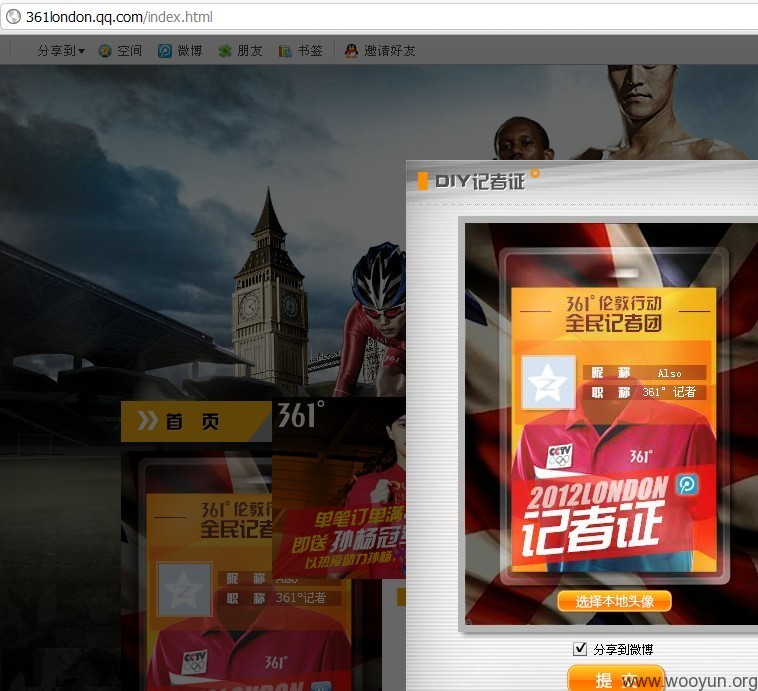 361london.qq.com/index.html
分享到 空间 微博 朋友 书签 邀请好友
DIY记者证
361°伦敦行动
全民记者团
昵 称 Also
职 称 361° 记者
CCTV
361°
2012LONDON
记者证
选择本地头像
分享到微博
提 交
首 页
361°
单笔订单满
即送 孙杨冠
以热爱助力孙杨.
361°伦敦行
全民记者
昵 称 Also
职 称 361°记者
CCTV
361°
www.wooyun.org